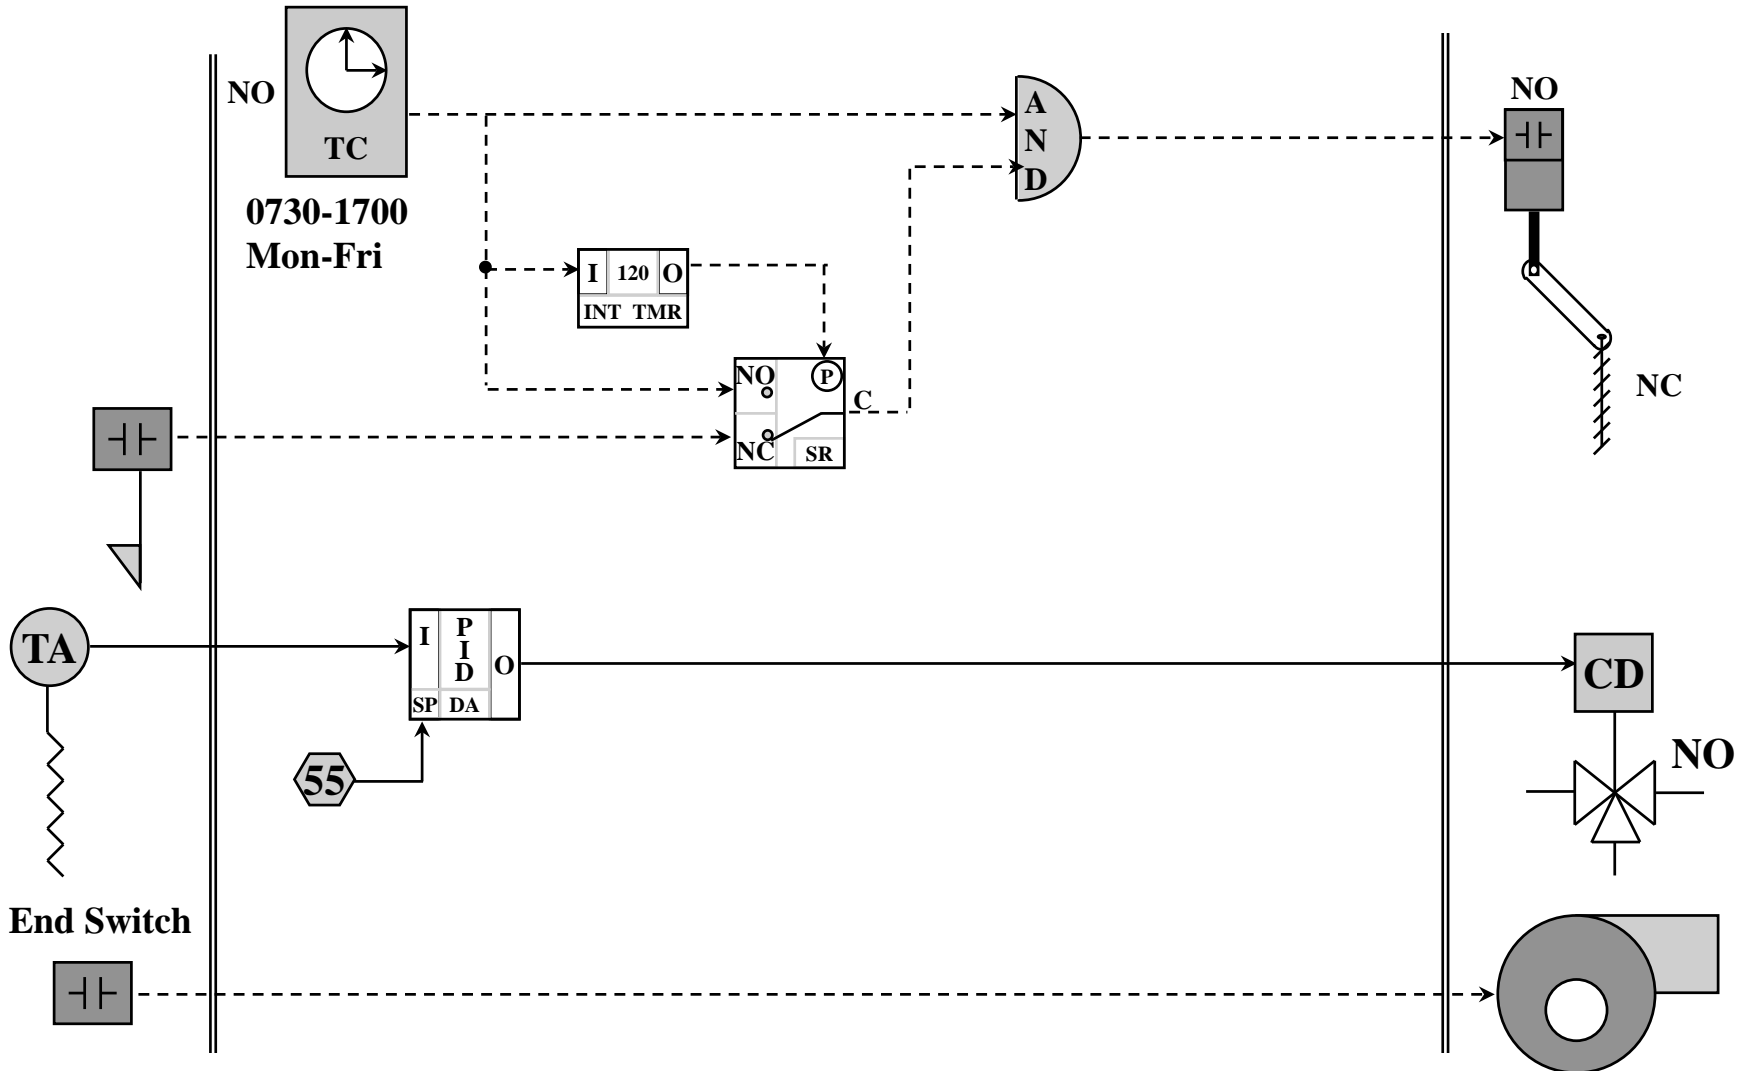 NO
TC
0730-1700
Mon-Fri
A
N
D
NO
I 120 O
INT TMR
NO P
C
NC SR
NC
TA
I P I D O
SP DA
55
CD
NO
End Switch